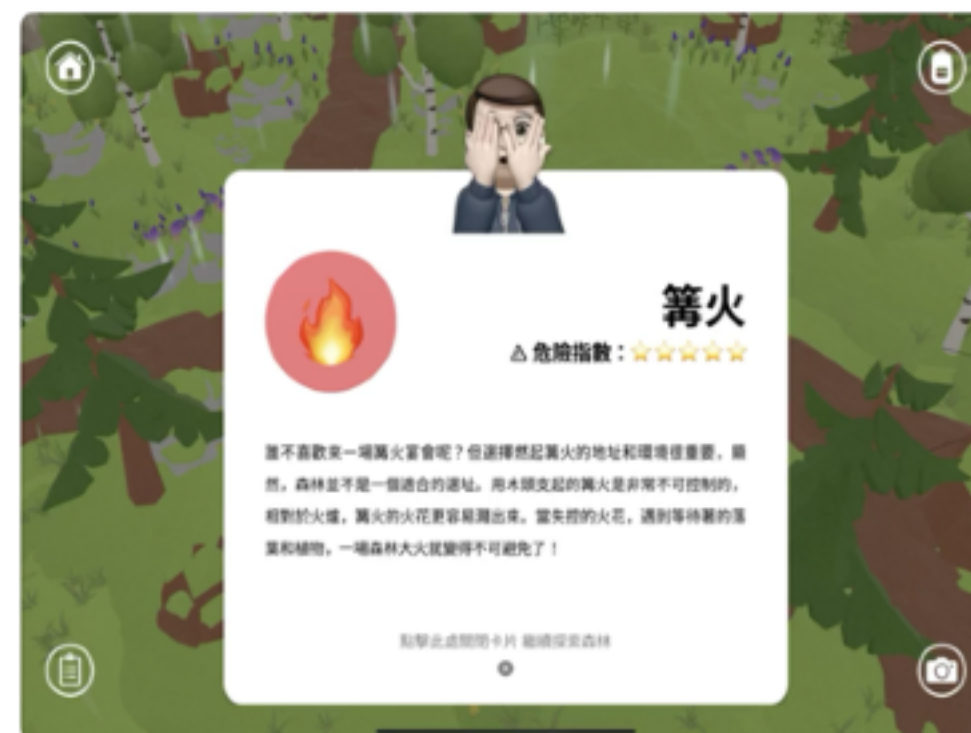 篝火
⚠ 危險指數：⭐⭐⭐⭐⭐
誰不喜歡來一場篝火宴會呢？但選擇燃起篝火的地址和環境很重要，顯
然，森林並不是一個適合的選址。用木頭支起的篝火是非常不可控制的，
相對於火爐，篝火的火花更容易濺出來。當失控的火花，遇到等待著的落
葉和植物，一場森林大火就變得不可避免了！
點擊此處關閉卡片 繼續探索森林